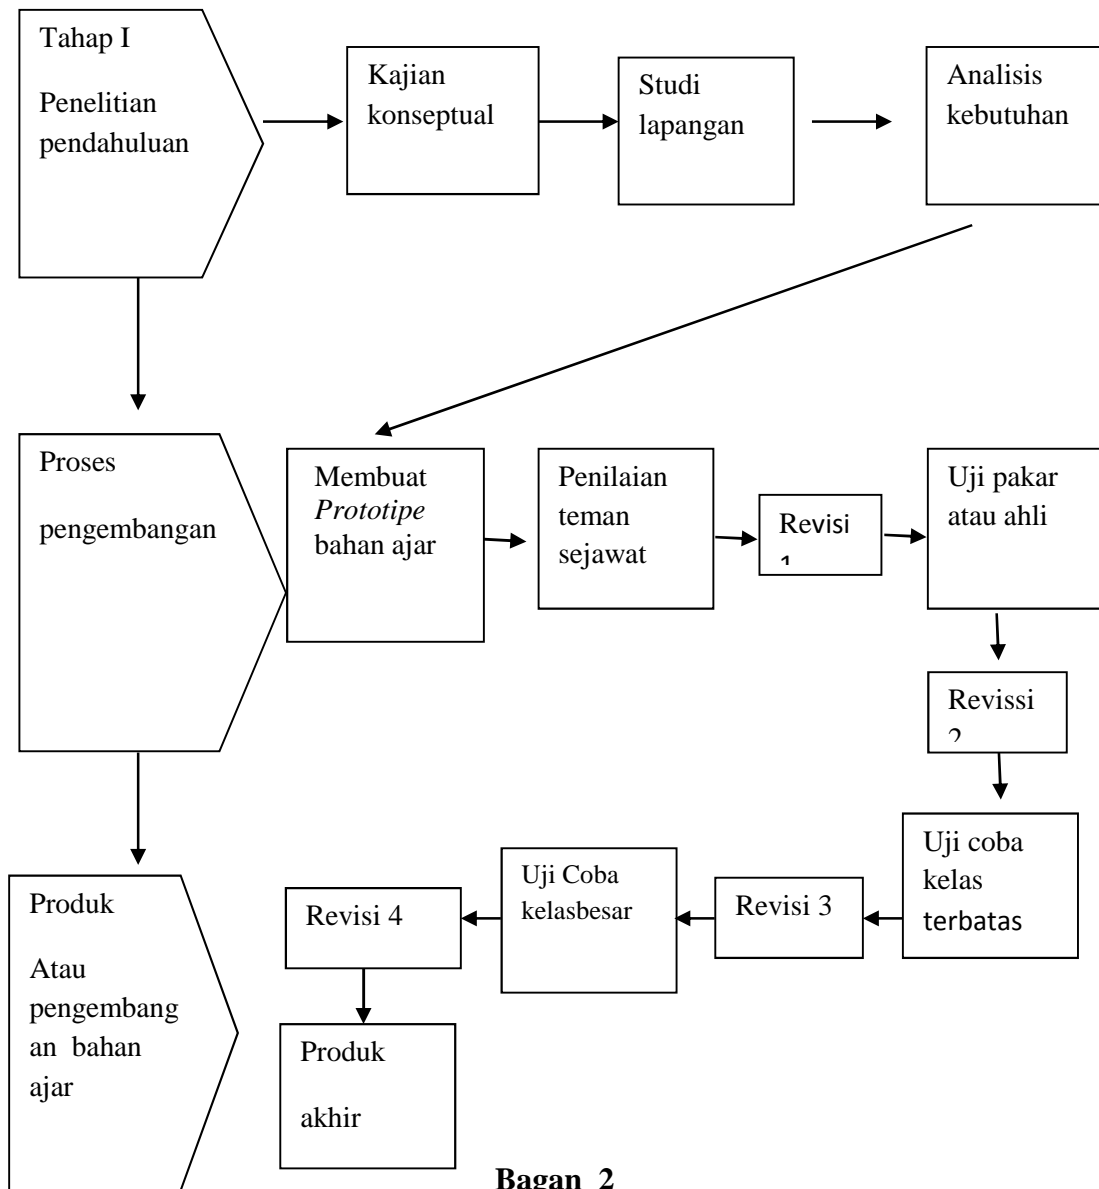 Tahap I
Penelitian
pendahuluan
Kajian
konseptual
Studi
lapangan
Analisis
kebutuhan
Proses
pengembangan
Membuat
Prototipe
bahan ajar
Penilaian
teman
sejawat
Revisi
1
Uji pakar
atau ahli
Revissi
2
Uji coba
kelas
terbatas
Revisi 3
Uji Coba
kelasbesar
Revisi 4
Produk
akhir
Produk
Atau
pengembang
an bahan
ajar
Bagan 2